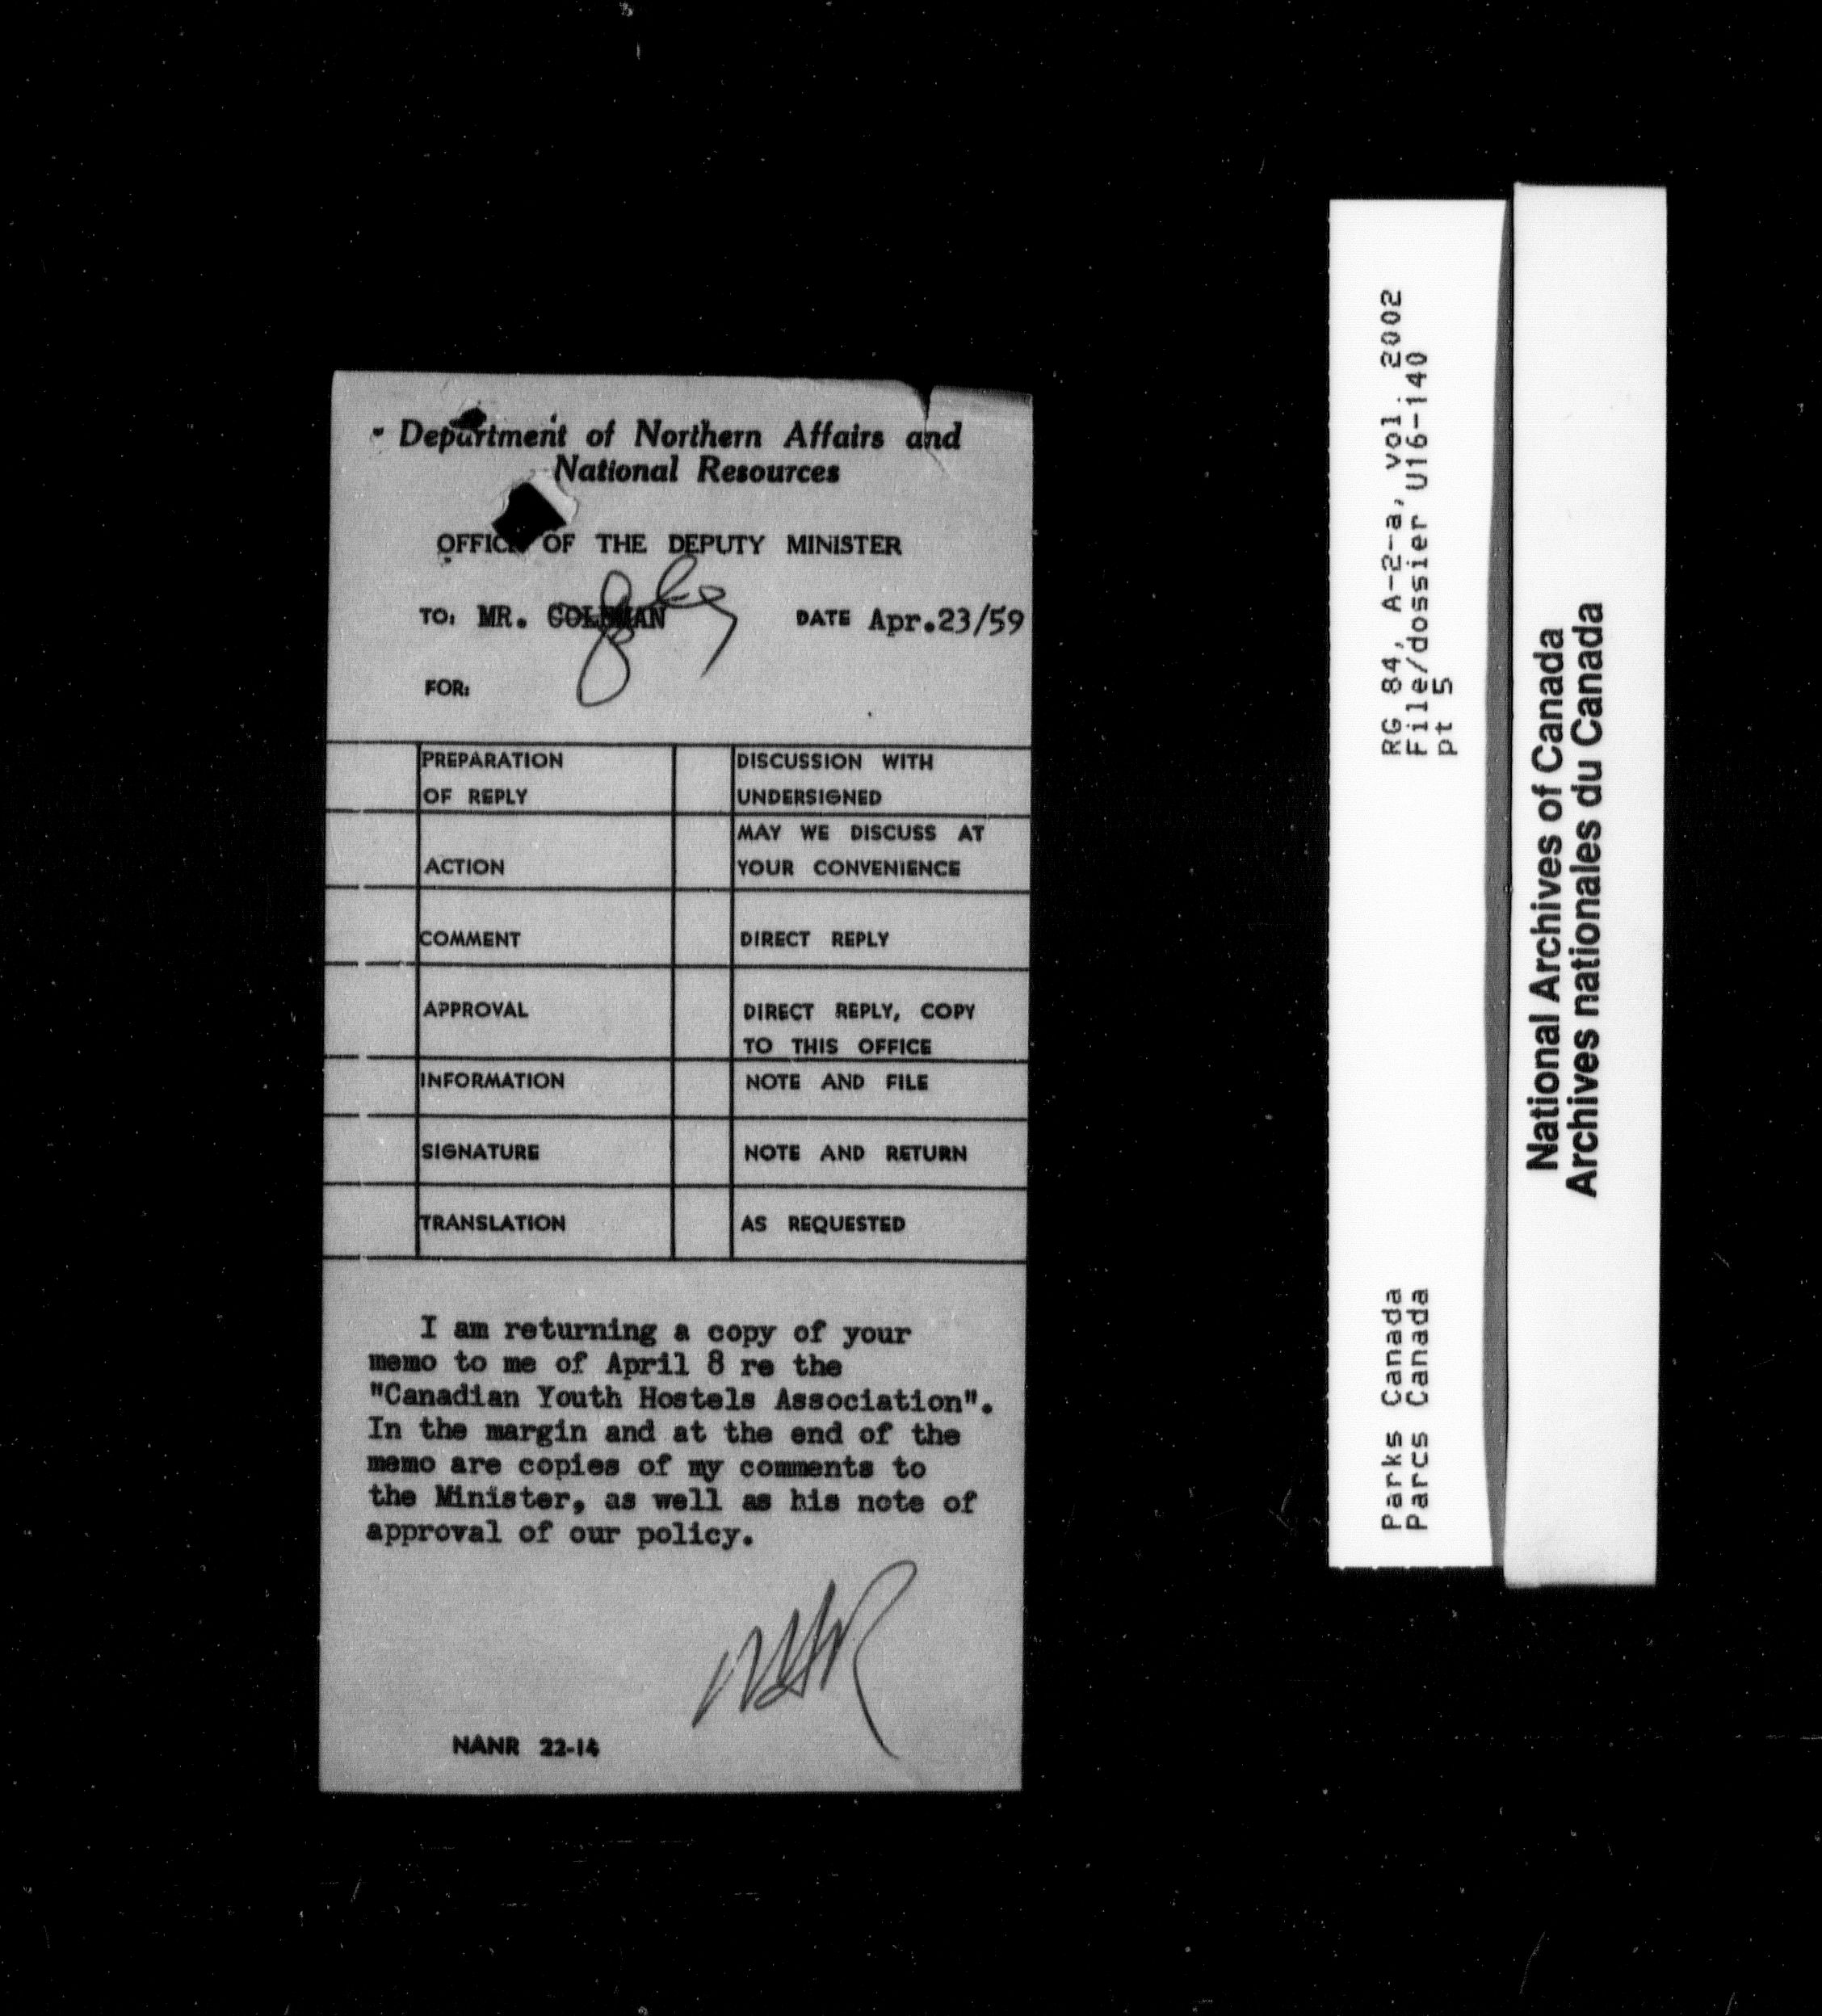 Department of Northern Affairs and
National Resources
OFFICE OF THE DEPUTY MINISTER
TO: MR. COLEMAN DATE Apr.23/59
FOR:
PREPARATION
OF REPLY
DISCUSSION WITH
UNDERSIGNED
ACTION
MAY WE DISCUSS AT
YOUR CONVENIENCE
COMMENT
DIRECT REPLY
APPROVAL
DIRECT REPLY, COPY
TO THIS OFFICE
INFORMATION
NOTE AND FILE
SIGNATURE
NOTE AND RETURN
TRANSLATION
AS REQUESTED
I am returning a copy of your
memo to me of April 8 re the
"Canadian Youth Hostels Association".
In the margin and at the end of the
memo are copies of my comments to
the Minister, as well as his note of
approval of our policy.
NANR 22-14
RG 84, A-2-a, vol. 2002
File/dossier U16-140
pt 5
Parks Canada
Parcs Canada
National Archives of Canada
Archives nationales du Canada